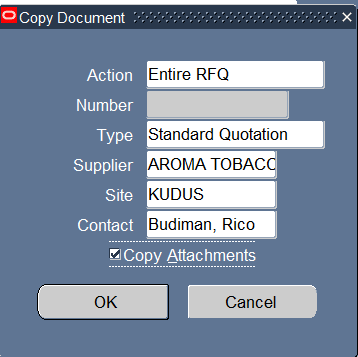 Copy Document
Action Entire RFQ
Number
Type Standard Quotation
Supplier AROMA TOBACC
Site KUDUS
Contact Budiman, Rico
Copy Attachments
OK Cancel